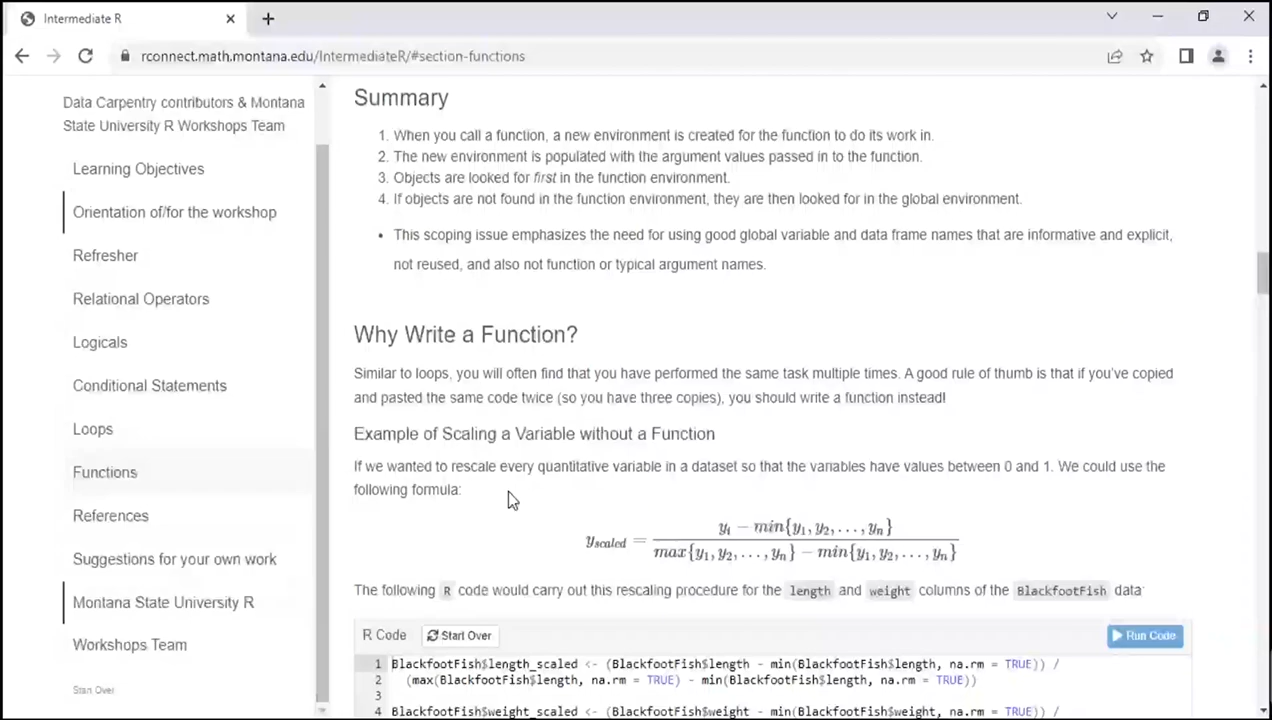 Intermediate R
rconnect.math.montana.edu/IntermediateR/#section-functions
Data Carpentry contributors & Montana
State University R Workshops Team
Learning Objectives
Orientation of/for the workshop
Refresher
Relational Operators
Logicals
Conditional Statements
Loops
Functions
References
Suggestions for your own work
Montana State University R
Workshops Team
Start Over
Summary
1. When you call a function, a new environment is created for the function to do its work in.
2. The new environment is populated with the argument values passed in to the function.
3. Objects are looked for first in the function environment.
4. If objects are not found in the function environment, they are then looked for in the global environment.
• This scoping issue emphasizes the need for using good global variable and data frame names that are informative and explicit,
not reused, and also not function or typical argument names.
Why Write a Function?
Similar to loops, you will often find that you have performed the same task multiple times. A good rule of thumb is that if you've copied
and pasted the same code twice (so you have three copies), you should write a function instead!
Example of Scaling a Variable without a Function
If we wanted to rescale every quantitative variable in a dataset so that the variables have values between 0 and 1. We could use the
following formula:
y_scaled = (y_i − min{y_1, y_2, . . . , y_n}) / (max{y_1, y_2, . . . , y_n} − min{y_1, y_2, . . . , y_n})
The following R code would carry out this rescaling procedure for the length and weight columns of the BlackfootFish data:
R Code Start Over Run Code
1 BlackfootFish$length_scaled <- (BlackfootFish$length - min(BlackfootFish$length, na.rm = TRUE)) /
2 (max(BlackfootFish$length, na.rm = TRUE) - min(BlackfootFish$length, na.rm = TRUE))
3
4 BlackfootFish$weight_scaled <- (BlackfootFish$weight - min(BlackfootFish$weight, na.rm = TRUE)) /